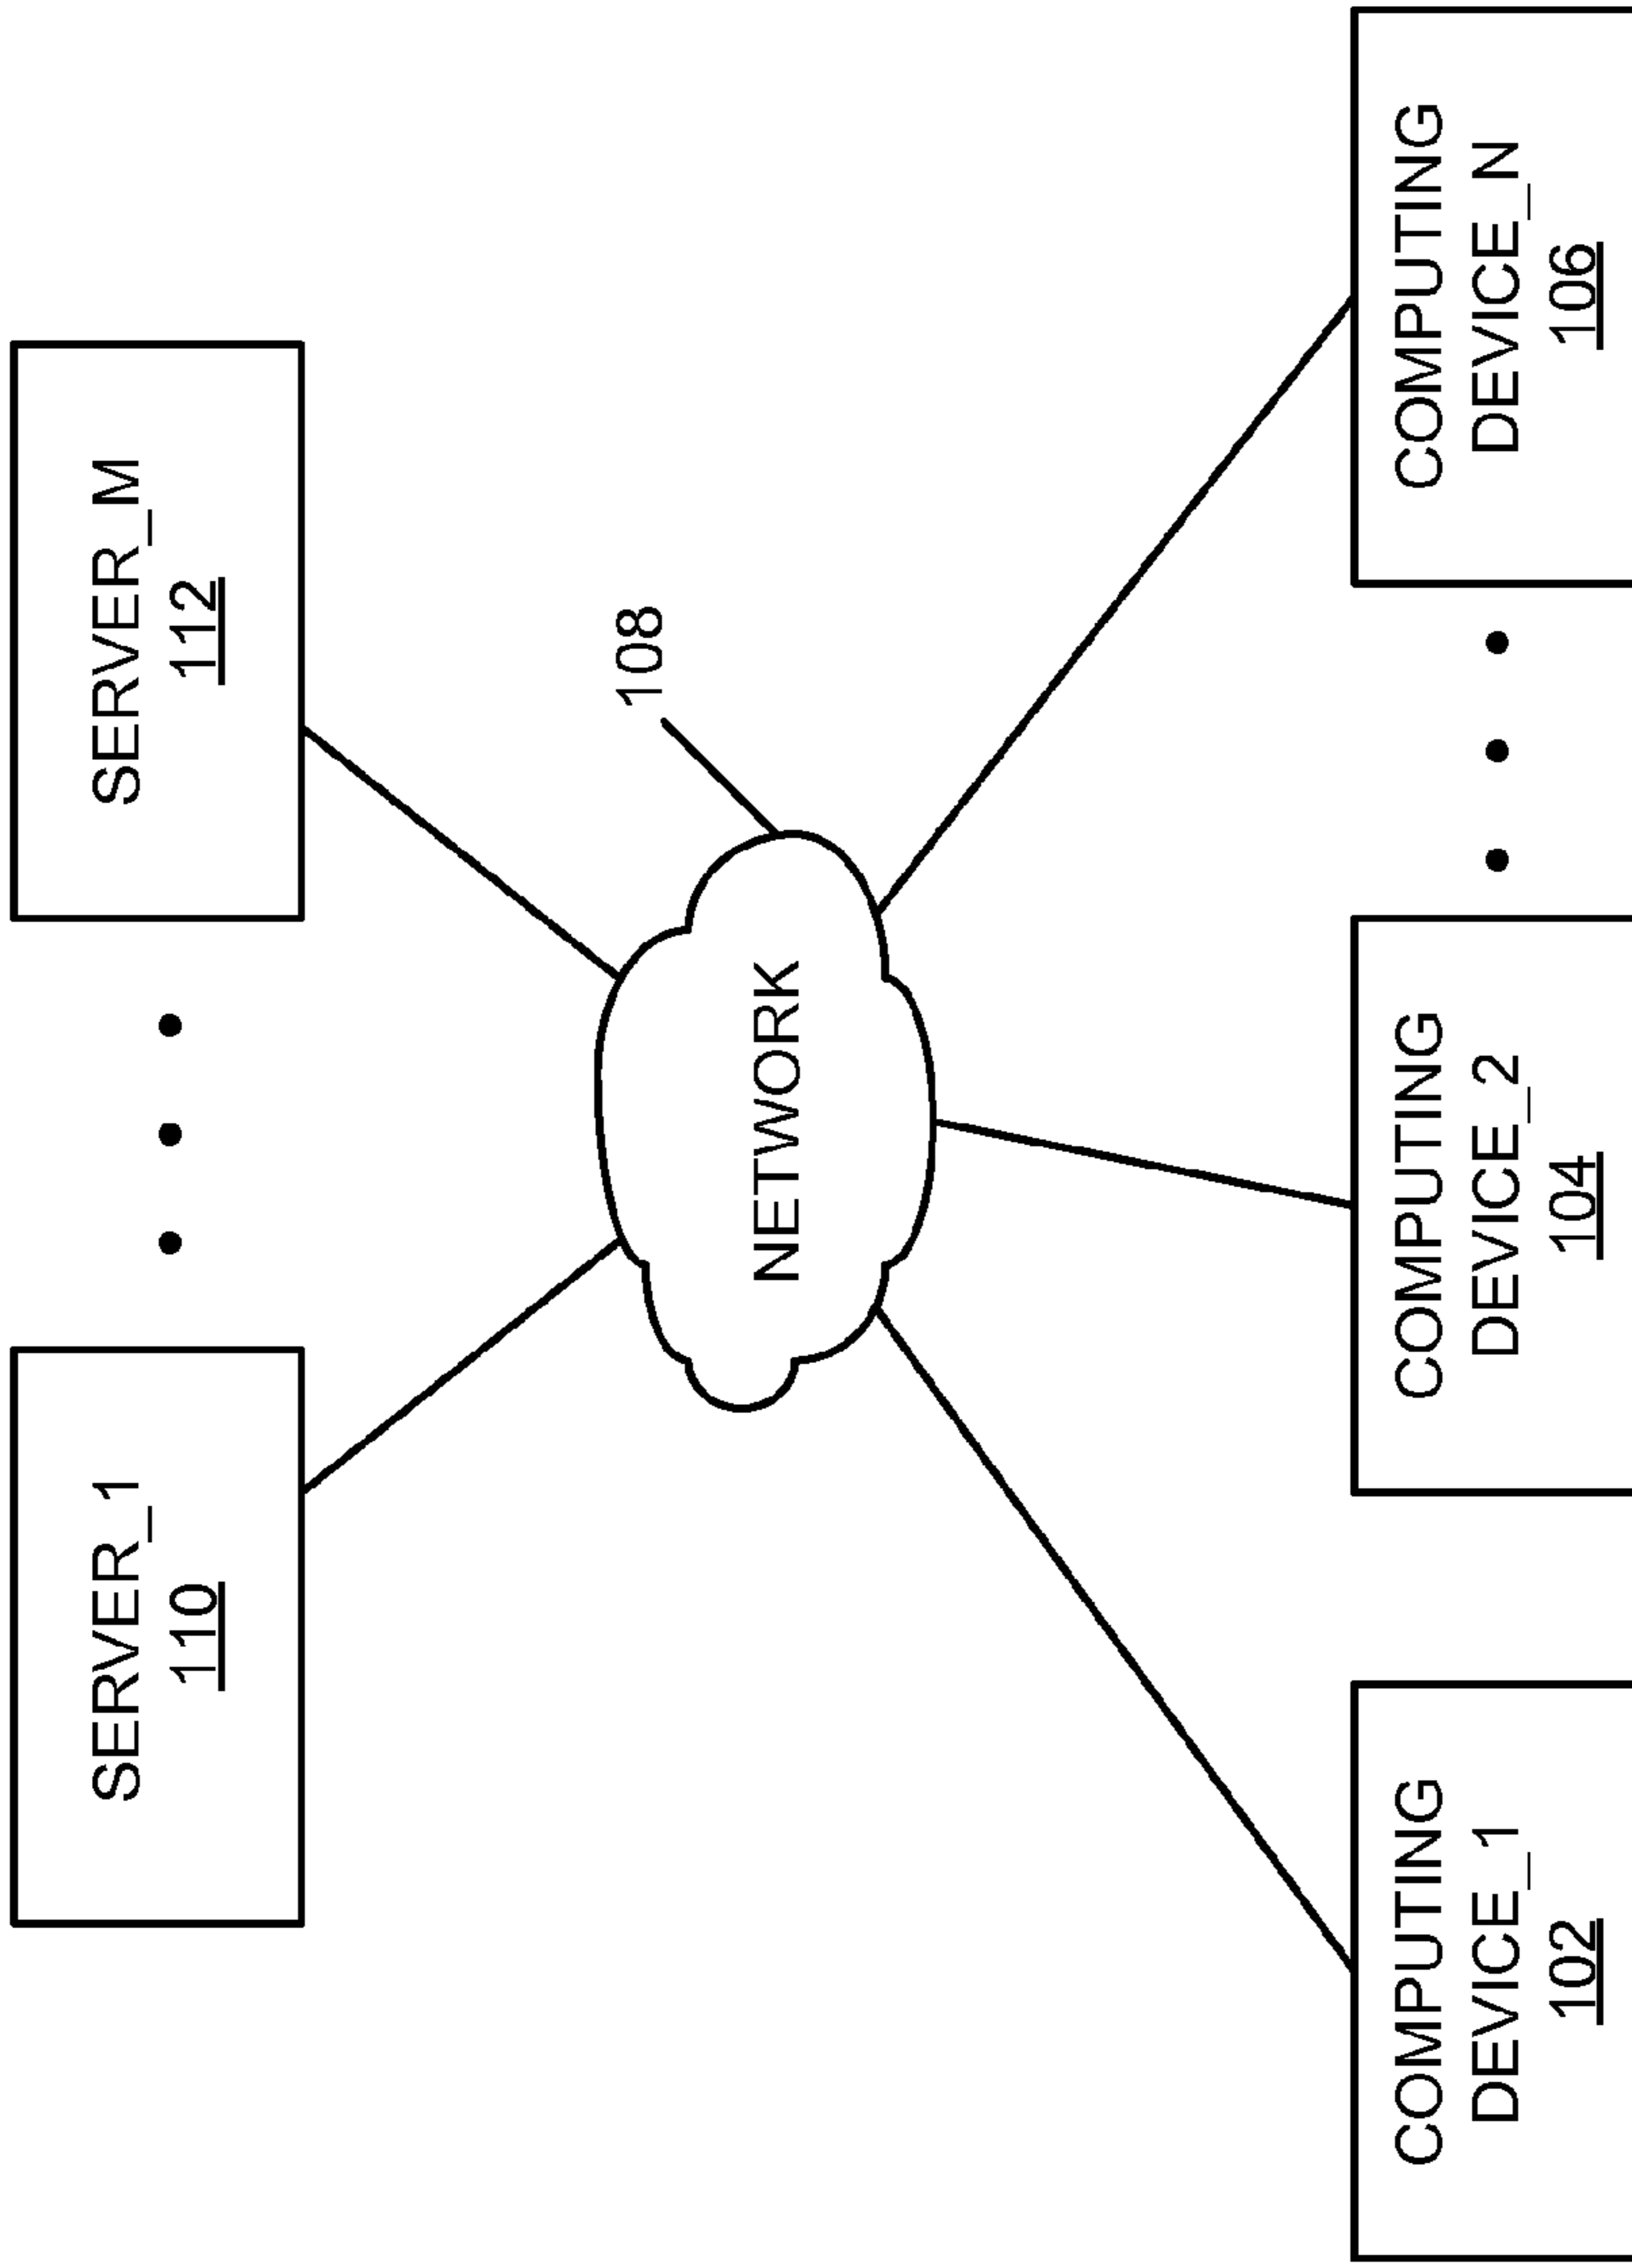 SERVER_1
110
SERVER_M
112
108
NETWORK
COMPUTING
DEVICE_1
102
COMPUTING
DEVICE_2
104
COMPUTING
DEVICE_N
106